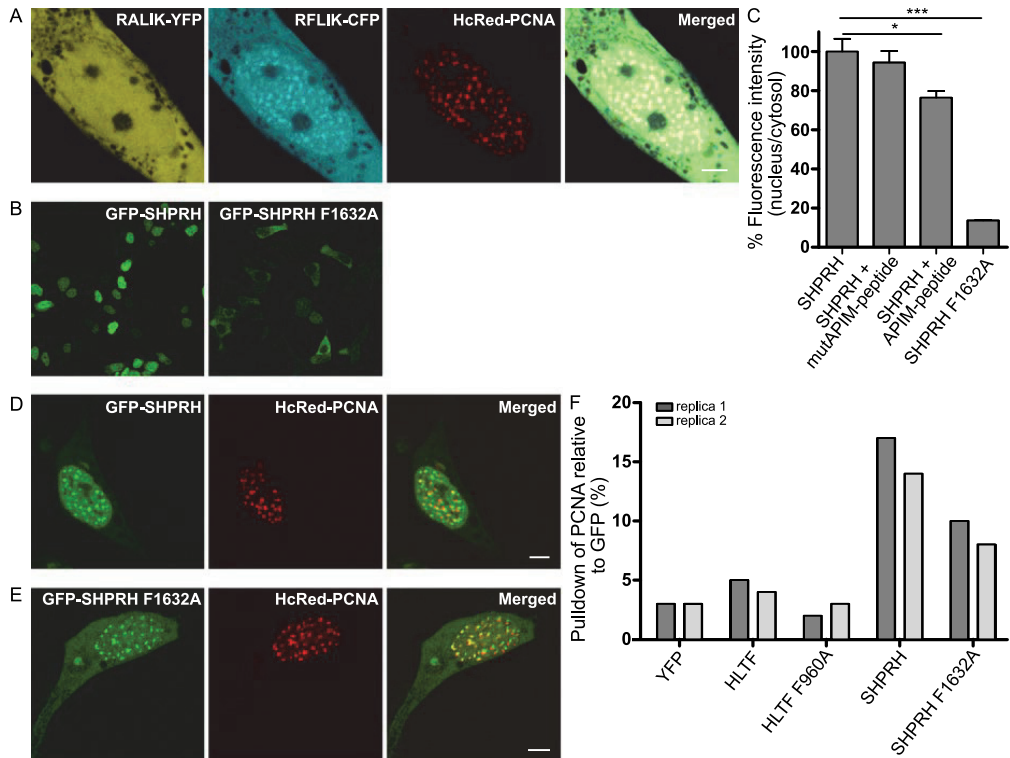 A
RALIK-YFP
RFLIK-CFP
HcRed-PCNA
Merged
B
GFP-SHPRH
GFP-SHPRH F1632A
C
***
*
% Fluorescence intensity
(nucleus/cytosol)
100
80
60
40
20
0
SHPRH
SHPRH +
mutAPIM-peptide
SHPRH +
APIM-peptide
SHPRH F1632A
D
GFP-SHPRH
HcRed-PCNA
Merged
E
GFP-SHPRH F1632A
HcRed-PCNA
Merged
F
replica 1
replica 2
Pulldown of PCNA relative
to GFP (%)
20
15
10
5
0
YFP
HLTF
HLTF F960A
SHPRH
SHPRH F1632A